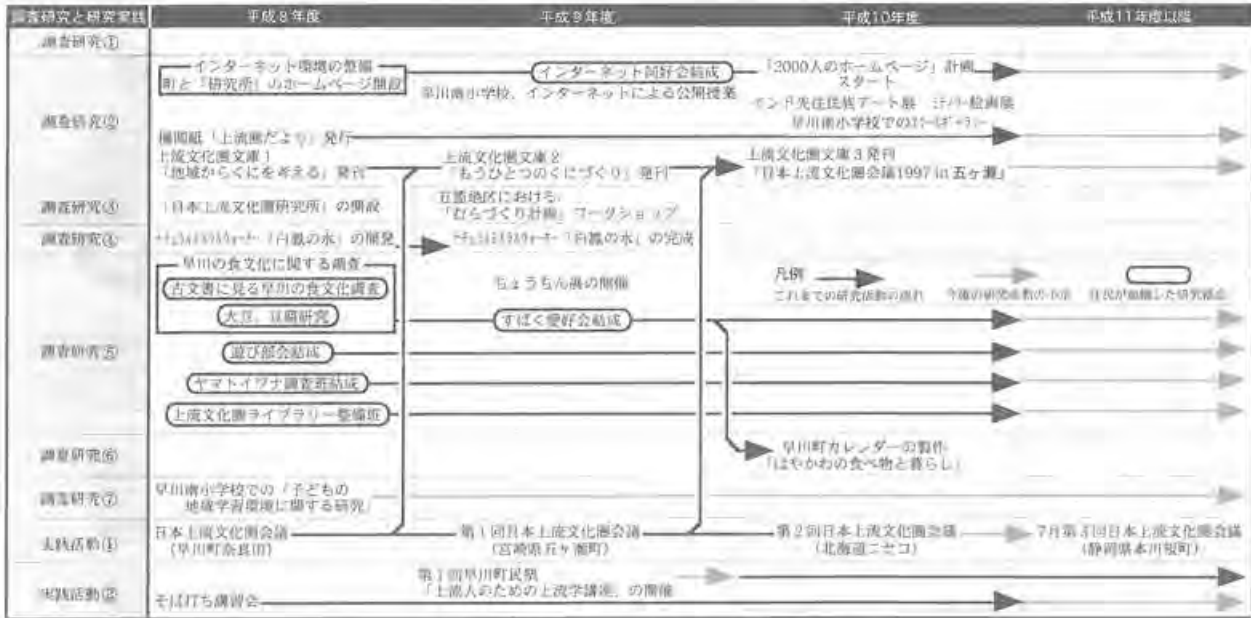 調査研究と研究実践
平成8年度
平成9年度
平成10年度
平成11年度以降
調査研究①
インターネット環境の整備
町と「研究所」のホームページ開設
インターネット同好会結成
早川南小学校、インターネットによる公開授業
「2000人のホームページ」計画
スタート
調査研究②
機関紙「上流圏だより」発行
早川南小学校での
上流文化圏文庫1
「地域からくにを考える」発刊
上流文化圏文庫2
「もうひとつのくにづくり」発刊
上流文化圏文庫3発刊
「日本上流文化圏会議1997 in 五ヶ瀬」
調査研究③
「日本上流文化圏研究所」の開設
五箇地区における
「むらづくり計画」ワークショップ
調査研究④
「白鳳の水」の開発
「白鳳の水」の完成
早川の食文化に関する調査
古文書に見る早川の食文化調査
大豆、豆腐研究
ちょうちん展の開催
すばく愛好会結成
凡例
これまでの研究活動の流れ
今後の研究活動の
住民が組織した研究部会
調査研究⑤
遊び部会結成
ヤマトイワナ調査班結成
上流文化圏ライブラリー整備班
調査研究⑥
早川町カレンダーの製作
「はやかわの食べ物と暮らし」
調査研究⑦
早川南小学校での「子どもの
地域学習環境に関する研究」
実践活動①
日本上流文化圏会議
(早川町奈良田)
第1回日本上流文化圏会議
(宮崎県五ヶ瀬町)
第2回日本上流文化圏会議
(北海道ニセコ)
7月第3回日本上流文化圏会議
(静岡県本川根町)
実践活動②
第1回早川町民祭
「上流人のための上流学講座」の開催
そば打ち講習会